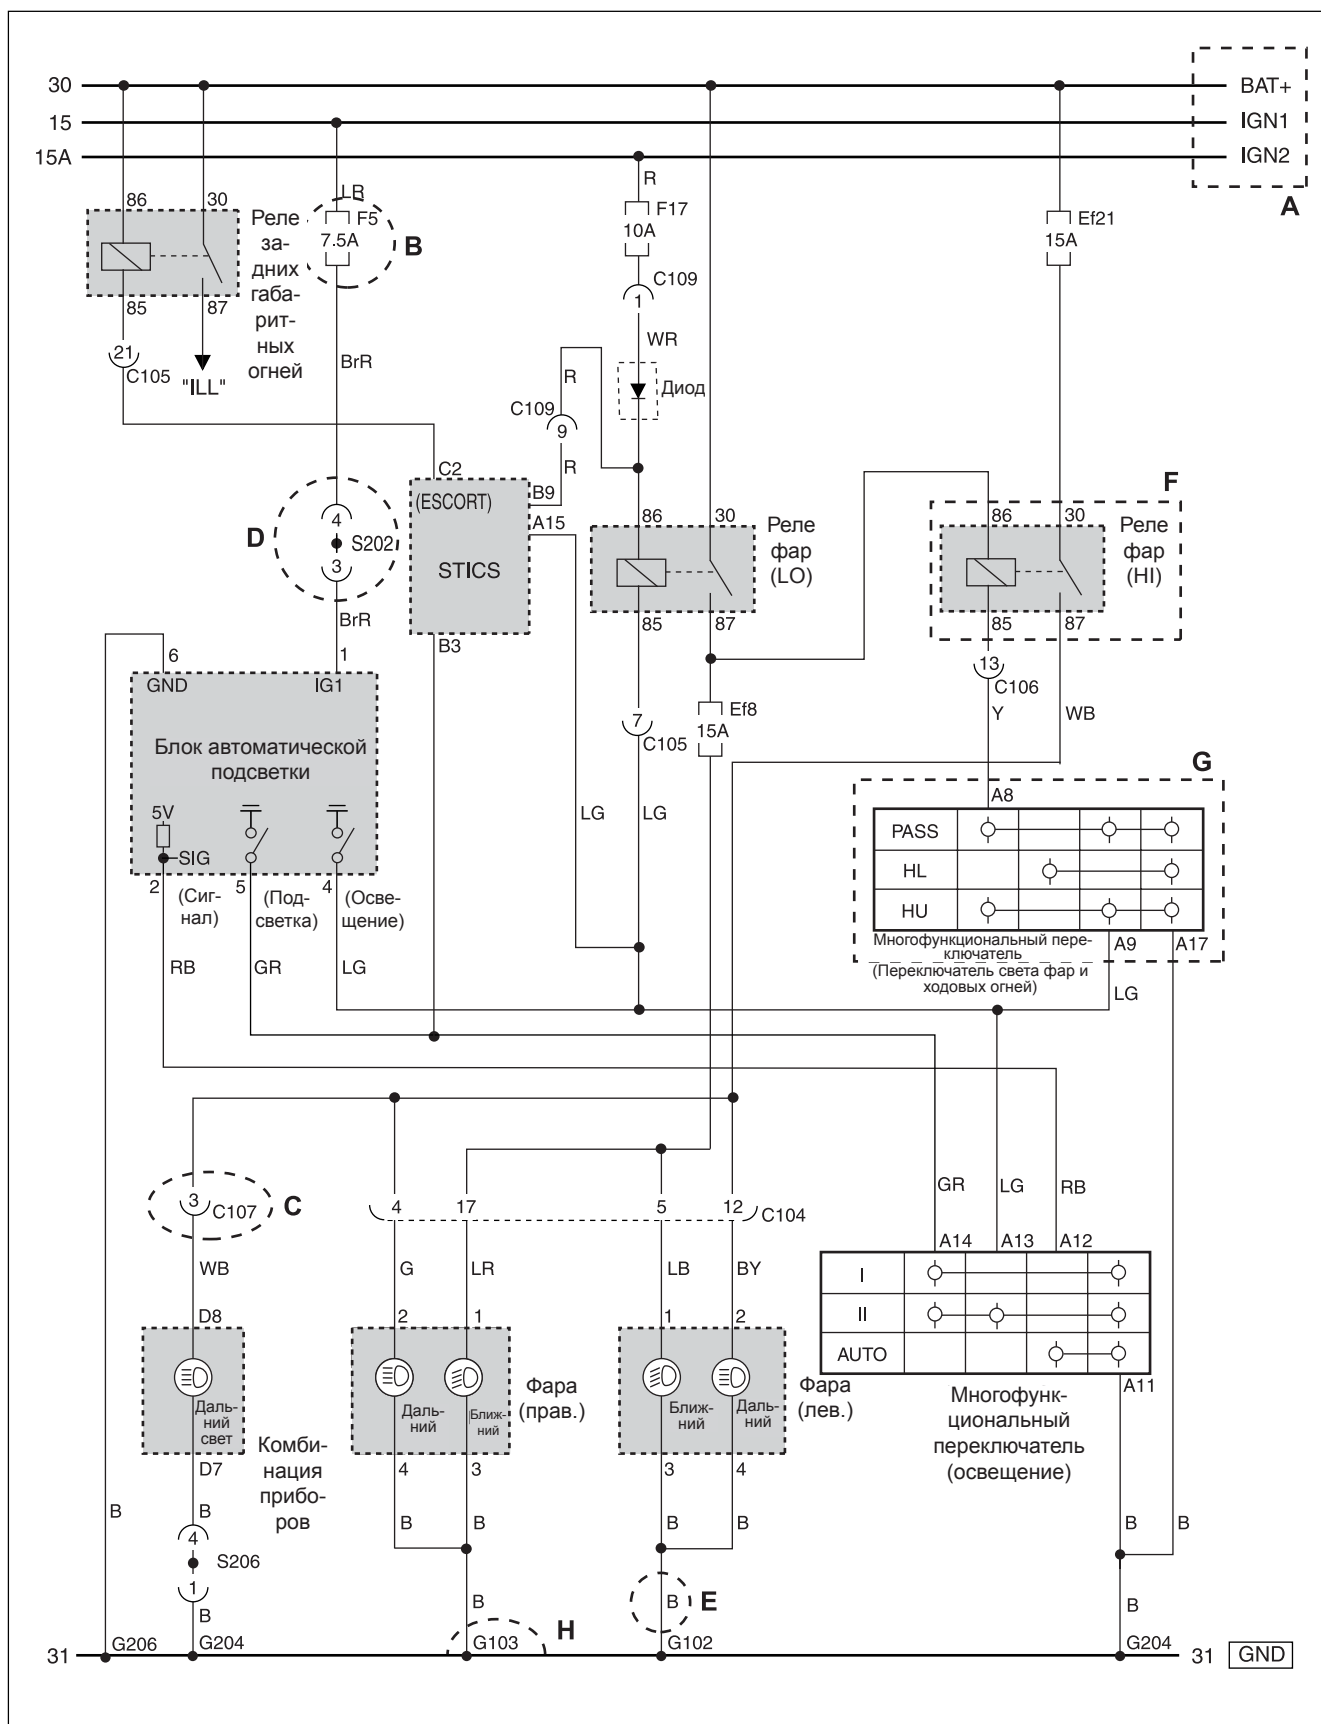 30
BAT+
15
IGN1
15A
IGN2
A
86
30
Реле
за-
дних
габа-
рит-
ных
огней
85
87
21
C105
"ILL"
LR
F5
7.5A
B
BrR
R
F17
10A
C109
1
WR
Диод
Ef21
15A
R
C109
9
R
C2
(ESCORT)
STICS
B9
A15
B3
D
4
S202
3
BrR
86
30
Реле
фар
(LO)
85
87
F
86
30
Реле
фар
(HI)
85
87
13
C106
Y
WB
7
C105
Ef8
15A
6
1
GND
IG1
Блок автоматической
подсветки
5V
SIG
2
5
4
(Сиг-
нал)
(Под-
светка)
(Осве-
щение)
RB
GR
LG
LG
LG
G
A8
PASS
HL
HU
Многофункциональный пере-
ключатель
(Переключатель света фар и
ходовых огней)
A9
A17
LG
3
C107
C
4
17
5
12
C104
GR
LG
RB
A14
A13
A12
WB
G
LR
LB
BY
I
II
AUTO
A11
Многофунк-
циональный
переключатель
(освещение)
D8
2
1
1
2
Даль-
ний
свет
Даль-
ний
Ближ-
ний
Фара
(прав.)
Ближ-
ний
Даль-
ний
Фара
(лев.)
D7
4
3
3
4
Комби-
нация
прибо-
ров
B
B
B
B
B
B
B
B
4
S206
1
B
B
B
E
B
H
31
G206
G204
G103
G102
G204
31
GND